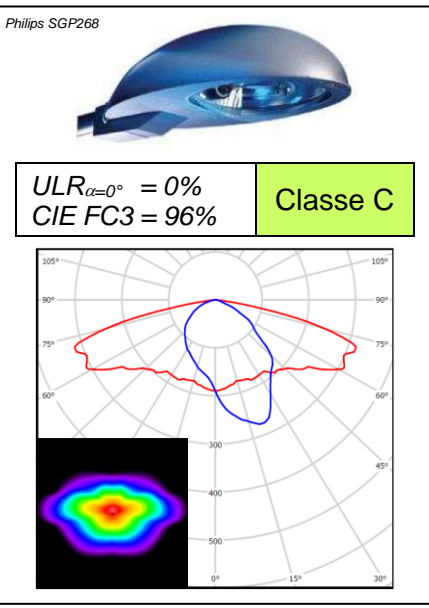 Philips SGP268
ULRα=0° = 0%
CIE FC3 = 96%
Classe C
105° 105°
90° 90°
75° 75°
60° 60°
300
45°
400
500
0° 15° 30°